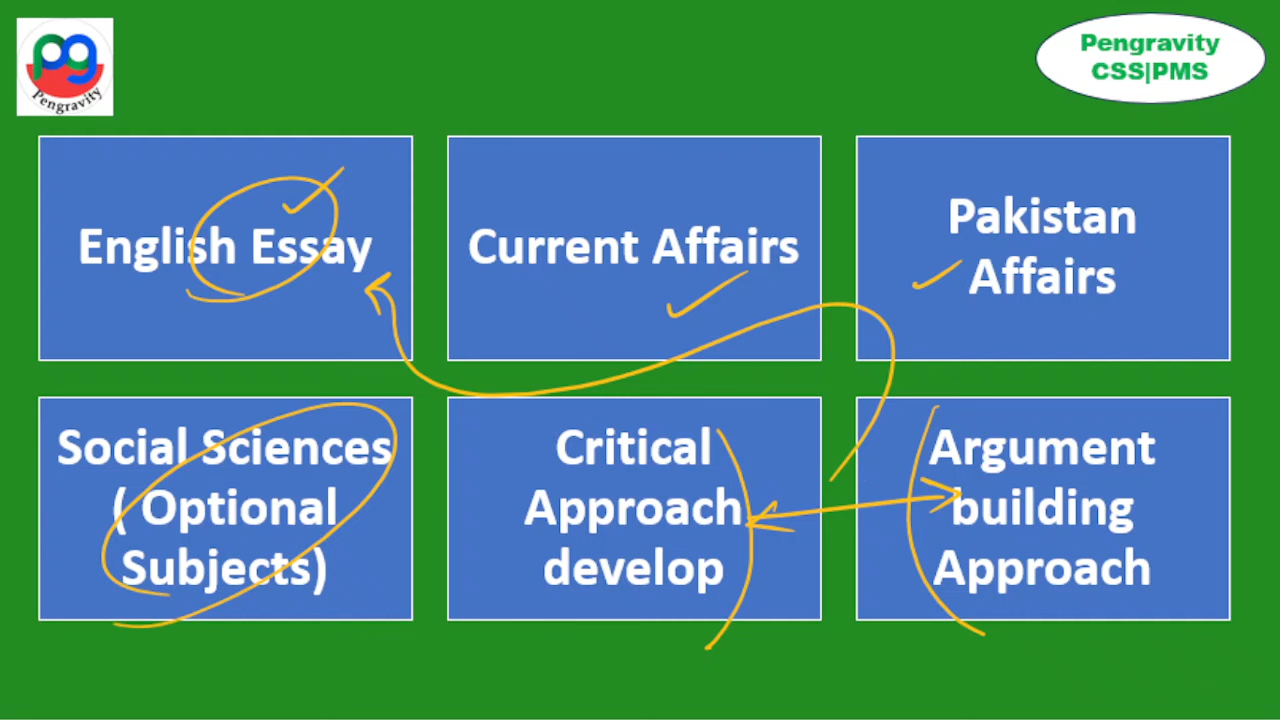 pg
Pengravity
Pengravity
CSS|PMS
English Essay
Current Affairs
Pakistan
Affairs
Social Sciences
( Optional
Subjects)
Critical
Approach
develop
Argument
building
Approach